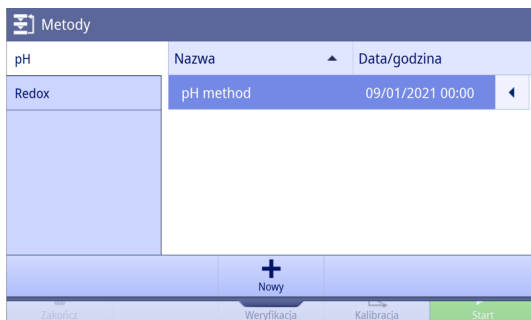 Metody
pH
Nazwa Data/godzina
Redox
pH method 09/01/2021 00:00
Nowy
Zakończ Weryfikacja Kalibracja Start